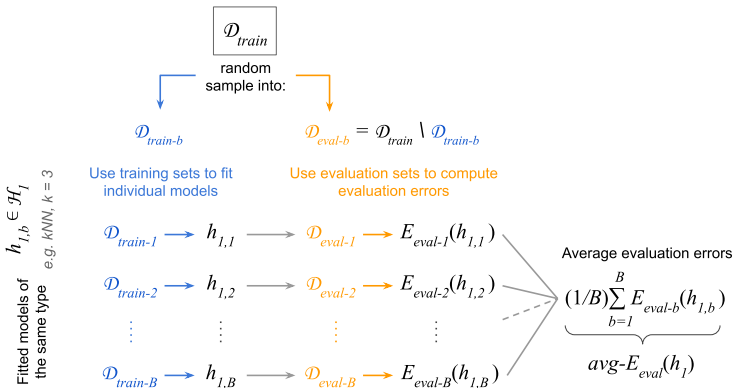 𝒟train
random
sample into:
𝒟train-b
𝒟eval-b = 𝒟train \ 𝒟train-b
Use training sets to fit
individual models
Use evaluation sets to compute
evaluation errors
h1,b ∈ ℋ1
e.g. kNN, k = 3
Fitted models of
the same type
𝒟train-1 → h1,1 → 𝒟eval-1 → Eeval-1(h1,1)
𝒟train-2 → h1,2 → 𝒟eval-2 → Eeval-2(h1,2)
⋮ ⋮ ⋮ ⋮
𝒟train-B → h1,B → 𝒟eval-B → Eeval-B(h1,B)
Average evaluation errors
(1/B) ∑b=1B Eeval-b(h1,b)
avg-Eeval(h1)